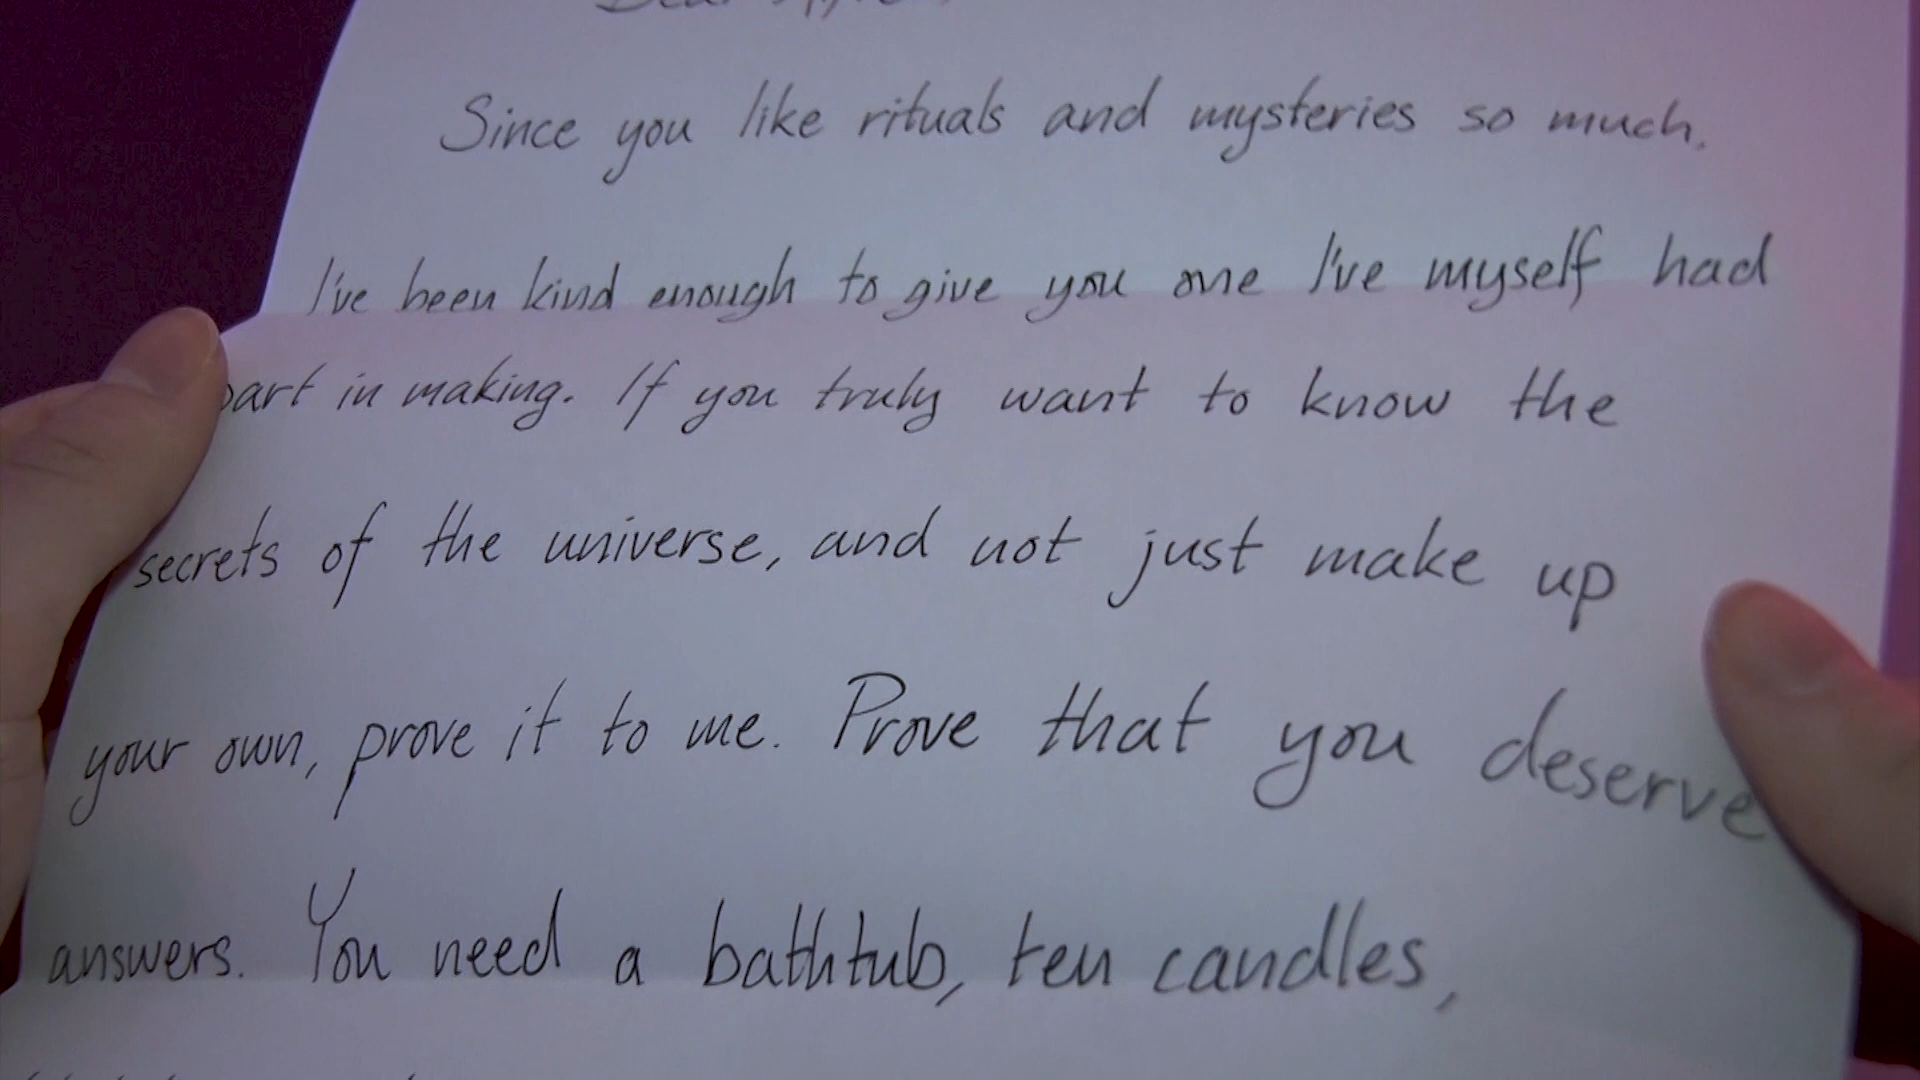 Dear
Since you like rituals and mysteries so much,
I've been kind enough to give you one I've myself had
part in making. If you truly want to know the
secrets of the universe, and not just make up
your own, prove it to me. Prove that you deserve
answers. You need a bathtub, ten candles,